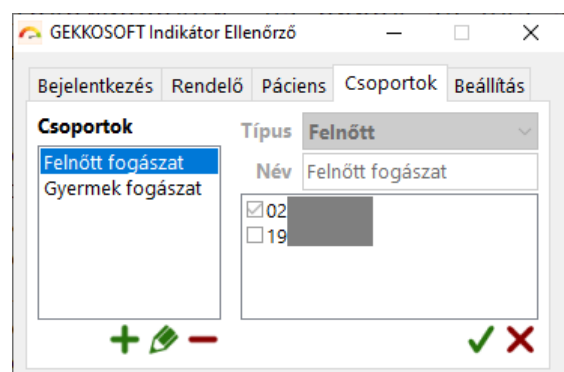 GEKKOSOFT Indikátor Ellenőrző
Bejelentkezés Rendelő Páciens Csoportok Beállítás
Csoportok
Felnőtt fogászat
Gyermek fogászat
Típus Felnőtt
Név Felnőtt fogászat
02
19